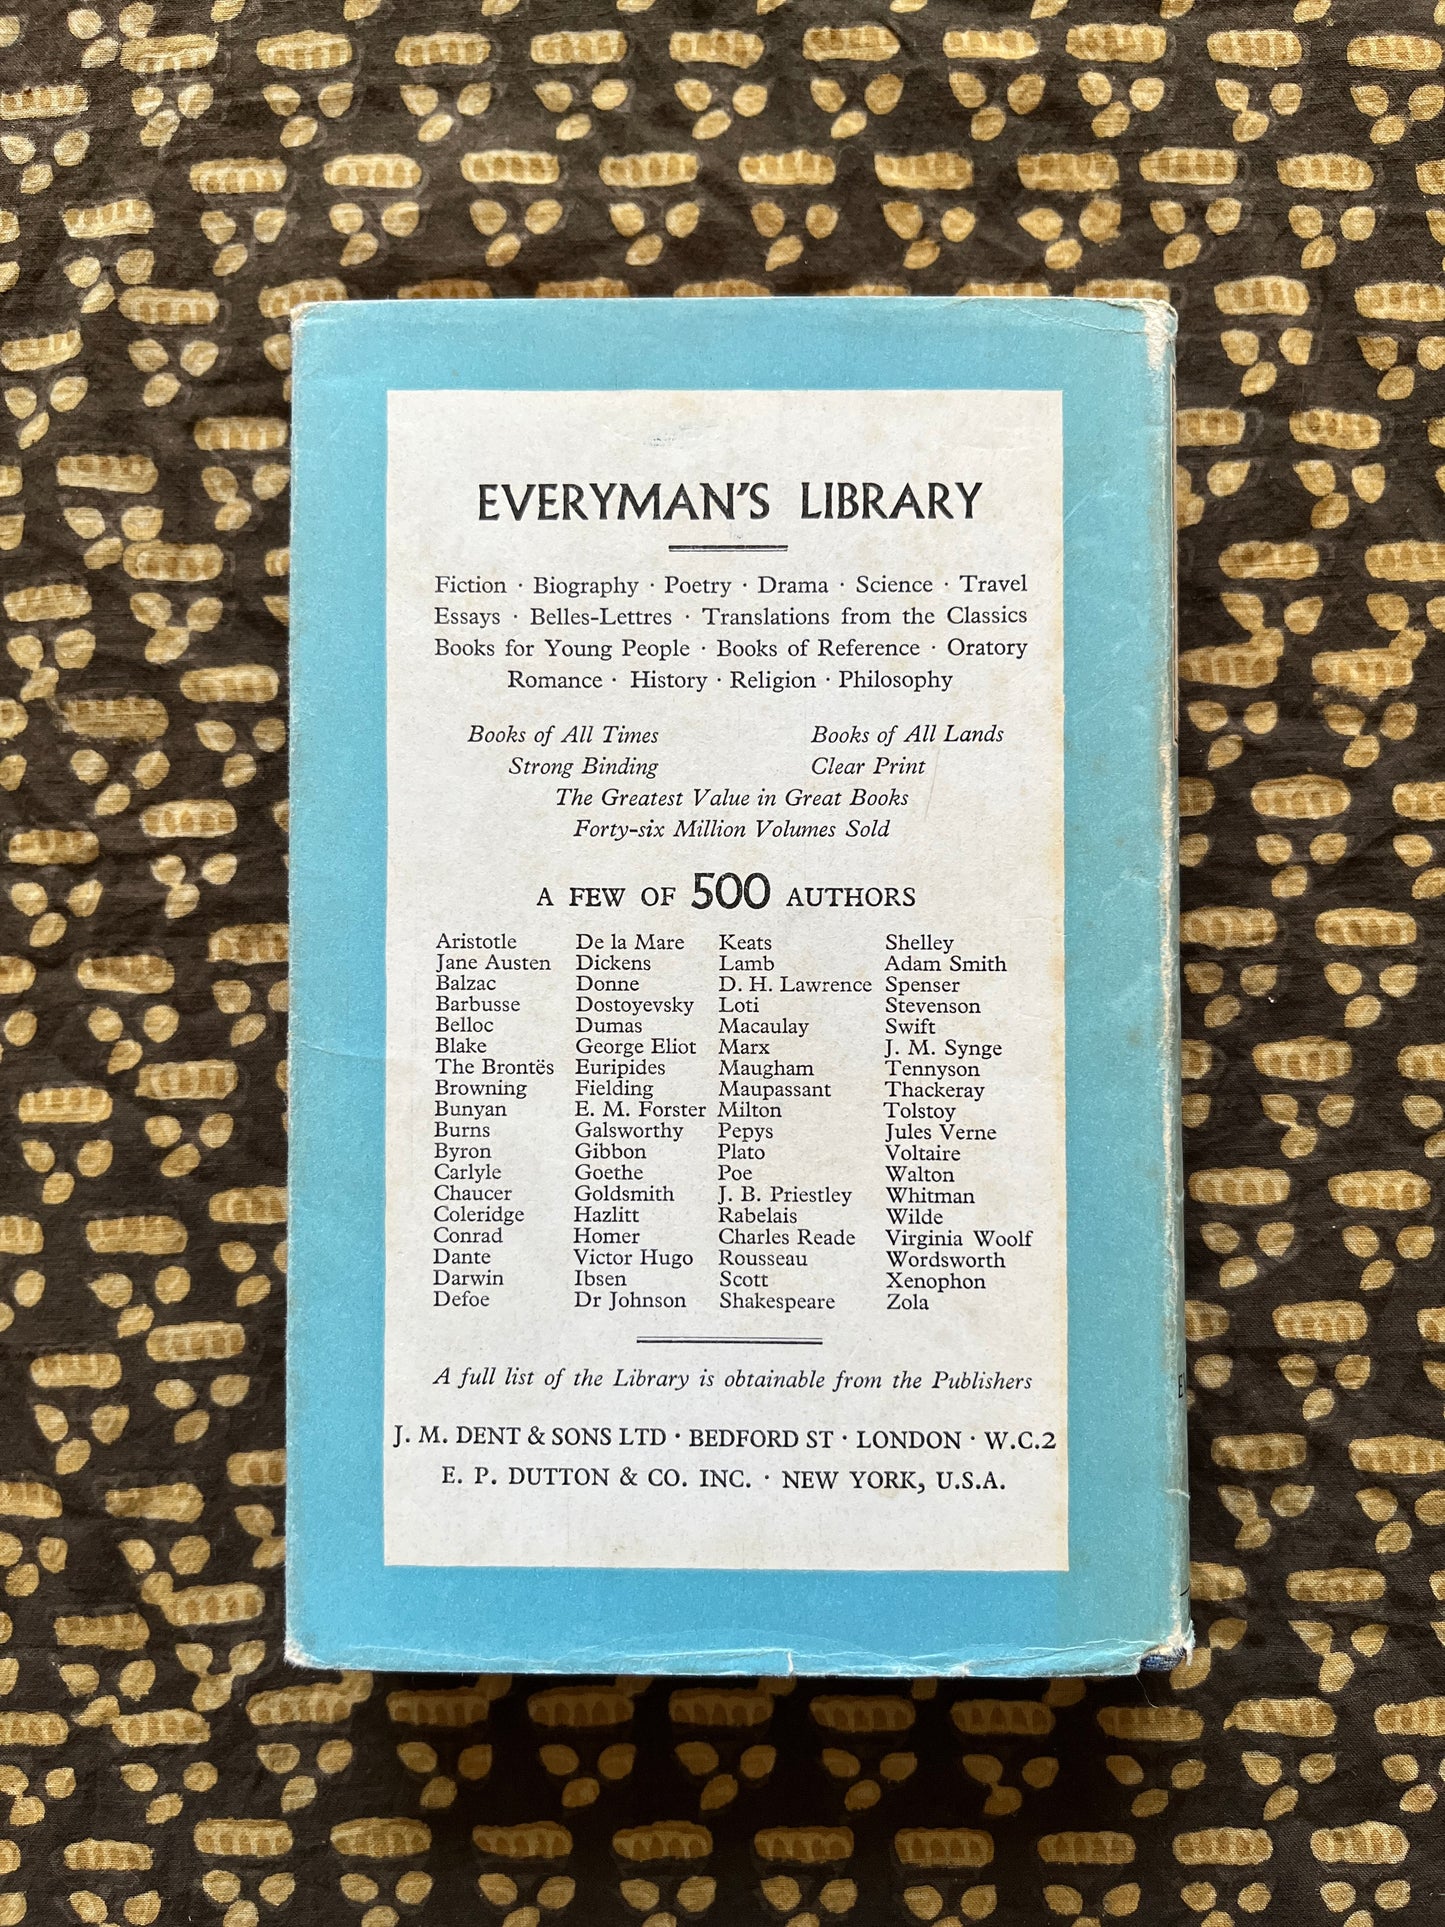 EVERYMAN'S LIBRARY
Fiction · Biography · Poetry · Drama · Science · Travel
Essays · Belles-Lettres · Translations from the Classics
Books for Young People · Books of Reference · Oratory
Romance · History · Religion · Philosophy
Books of All Times Books of All Lands
Strong Binding Clear Print
The Greatest Value in Great Books
Forty-six Million Volumes Sold
A FEW OF 500 AUTHORS
Aristotle De la Mare Keats Shelley
Jane Austen Dickens Lamb Adam Smith
Balzac Donne D. H. Lawrence Spenser
Barbusse Dostoyevsky Loti Stevenson
Belloc Dumas Macaulay Swift
Blake George Eliot Marx J. M. Synge
The Brontës Euripides Maugham Tennyson
Browning Fielding Maupassant Thackeray
Bunyan E. M. Forster Milton Tolstoy
Burns Galsworthy Pepys Jules Verne
Byron Gibbon Plato Voltaire
Carlyle Goethe Poe Walton
Chaucer Goldsmith J. B. Priestley Whitman
Coleridge Hazlitt Rabelais Wilde
Conrad Homer Charles Reade Virginia Woolf
Dante Victor Hugo Rousseau Wordsworth
Darwin Ibsen Scott Xenophon
Defoe Dr Johnson Shakespeare Zola
A full list of the Library is obtainable from the Publishers
J. M. DENT & SONS LTD · BEDFORD ST · LONDON · W.C.2
E. P. DUTTON & CO. INC. · NEW YORK, U.S.A.